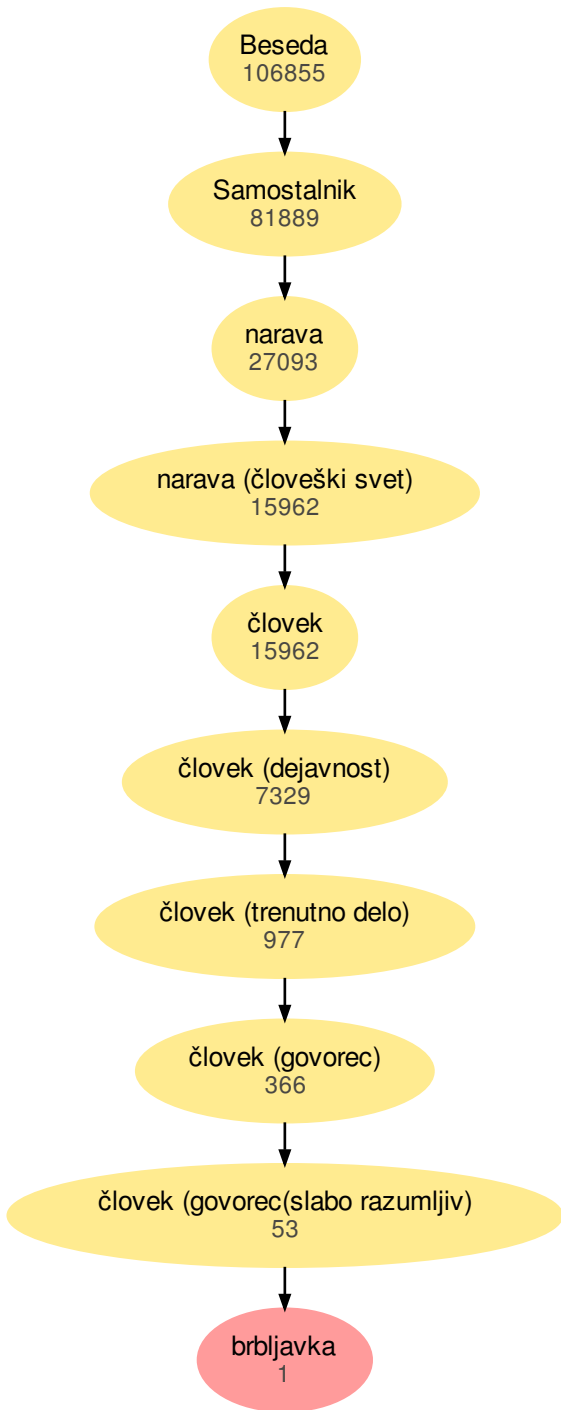 Beseda
106855
Samostalnik
81889
narava
27093
narava (človeški svet)
15962
človek
15962
človek (dejavnost)
7329
človek (trenutno delo)
977
človek (govorec)
366
človek (govorec(slabo razumljiv)
53
brbljavka
1